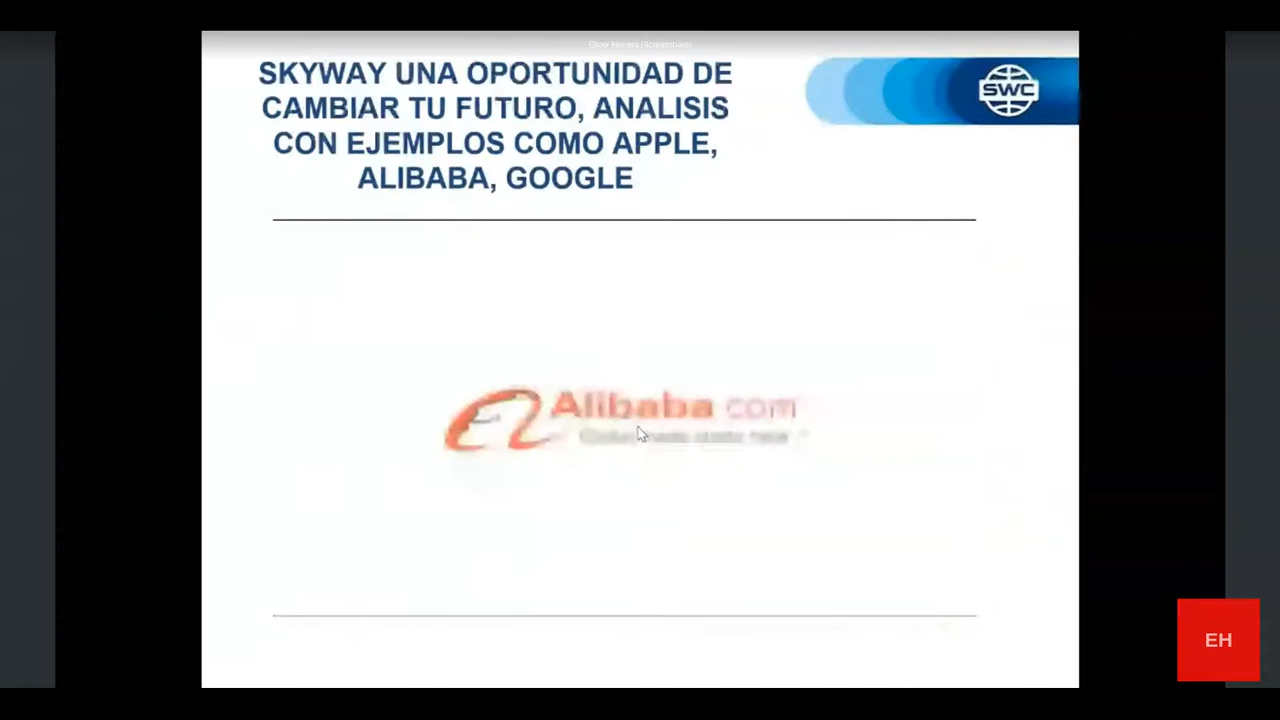 SKYWAY UNA OPORTUNIDAD DE
CAMBIAR TU FUTURO, ANALISIS
CON EJEMPLOS COMO APPLE,
ALIBABA, GOOGLE
SWC
Alibaba com
EH